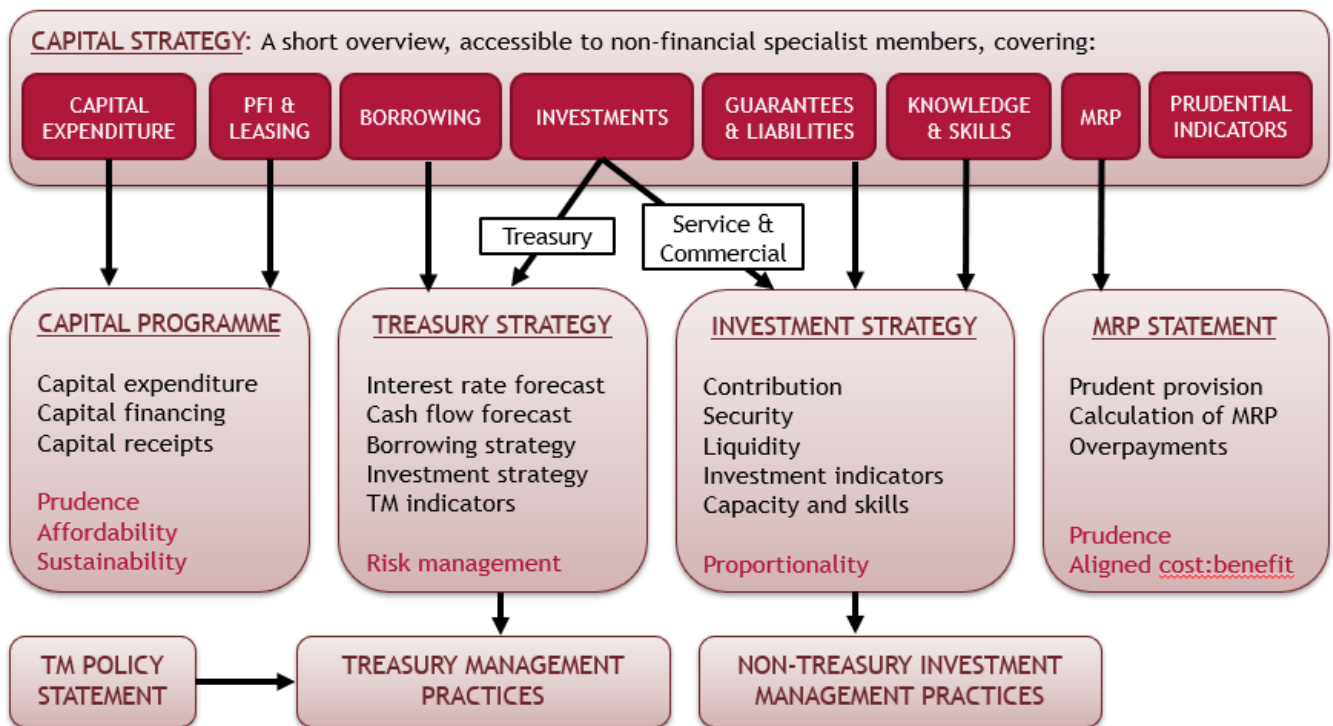 CAPITAL STRATEGY: A short overview, accessible to non-financial specialist members, covering:
CAPITAL
EXPENDITURE
PFI &
LEASING
BORROWING
INVESTMENTS
GUARANTEES
& LIABILITIES
KNOWLEDGE
& SKILLS
MRP
PRUDENTIAL
INDICATORS
Treasury
Service &
Commercial
CAPITAL PROGRAMME
Capital expenditure
Capital financing
Capital receipts
Prudence
Affordability
Sustainability
TREASURY STRATEGY
Interest rate forecast
Cash flow forecast
Borrowing strategy
Investment strategy
TM indicators
Risk management
INVESTMENT STRATEGY
Contribution
Security
Liquidity
Investment indicators
Capacity and skills
Proportionality
MRP STATEMENT
Prudent provision
Calculation of MRP
Overpayments
Prudence
Aligned cost:benefit
TM POLICY
STATEMENT
TREASURY MANAGEMENT
PRACTICES
NON-TREASURY INVESTMENT
MANAGEMENT PRACTICES